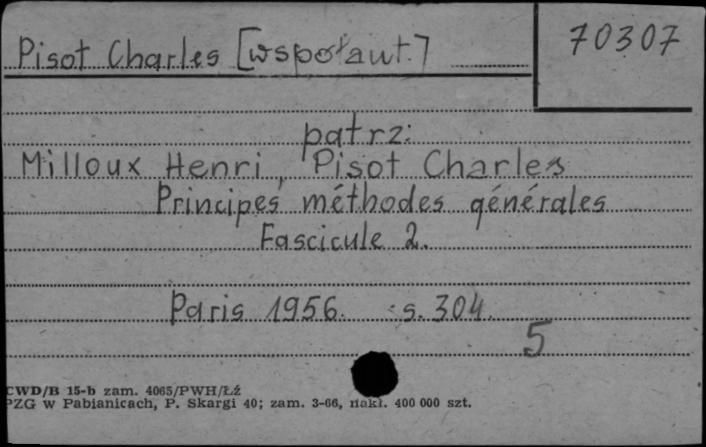 Pisot Charles [wspołaut.]
70307
patrz:
Milloux Henri, Pisot Charles
Principes méthodes générales
Fascicule 2.
Paris 1956. s. 304.
5
CWD/B 15-b zam. 4065/PWH/Łź
PZG w Pabianicach, P. Skargi 40; zam. 3-66, nakł. 400 000 szt.